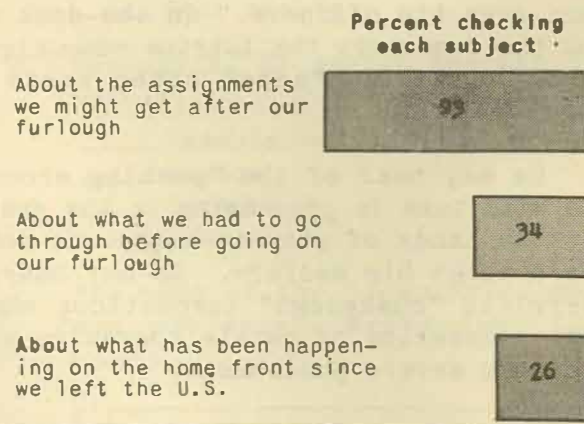 Percent checking
each subject
About the assignments
we might get after our
furlough
About what we had to go
through before going on
our furlough
34
About what has been happen-
ing on the home front since
we left the U.S.
26